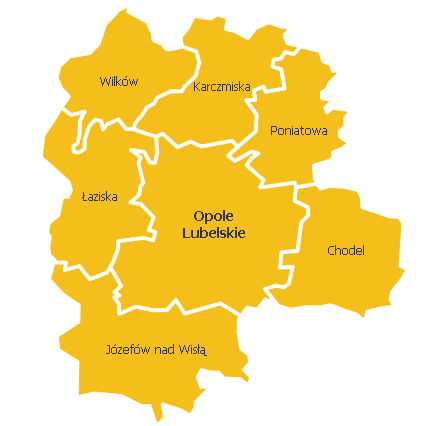 Wilków
Karczmiska
Poniatowa
Łaziska
Opole
Lubelskie
Chodel
Józefów nad Wisłą